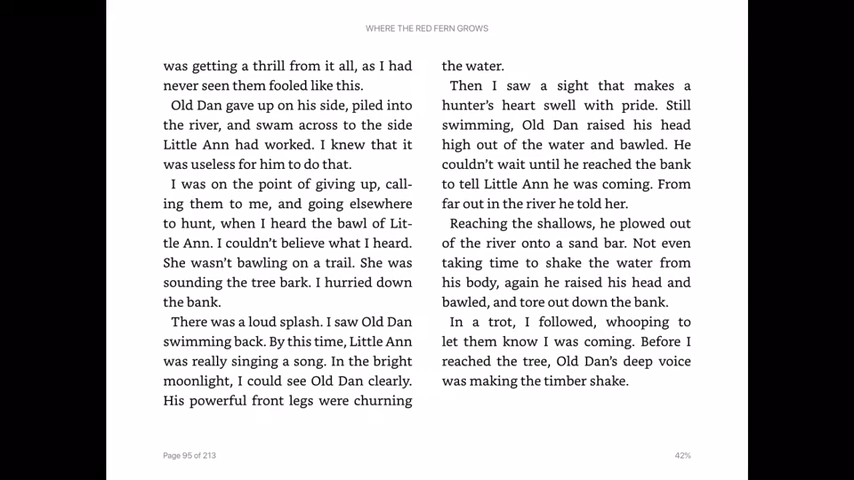 WHERE THE RED FERN GROWS
was getting a thrill from it all, as I had
never seen them fooled like this.
Old Dan gave up on his side, piled into
the river, and swam across to the side
Little Ann had worked. I knew that it
was useless for him to do that.
I was on the point of giving up, call-
ing them to me, and going elsewhere
to hunt, when I heard the bawl of Lit-
tle Ann. I couldn’t believe what I heard.
She wasn’t bawling on a trail. She was
sounding the tree bark. I hurried down
the bank.
There was a loud splash. I saw Old Dan
swimming back. By this time, Little Ann
was really singing a song. In the bright
moonlight, I could see Old Dan clearly.
His powerful front legs were churning
the water.
Then I saw a sight that makes a
hunter’s heart swell with pride. Still
swimming, Old Dan raised his head
high out of the water and bawled. He
couldn’t wait until he reached the bank
to tell Little Ann he was coming. From
far out in the river he told her.
Reaching the shallows, he plowed out
of the river onto a sand bar. Not even
taking time to shake the water from
his body, again he raised his head and
bawled, and tore out down the bank.
In a trot, I followed, whooping to
let them know I was coming. Before I
reached the tree, Old Dan’s deep voice
was making the timber shake.
Page 95 of 213
42%